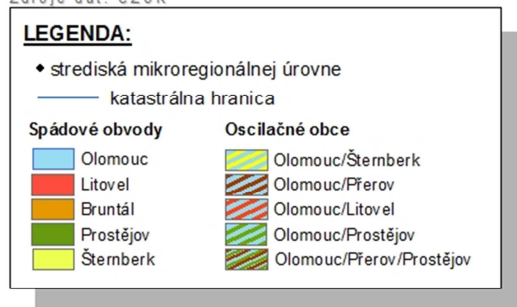 LEGENDA:
strediská mikroregionálnej úrovne
katastrálna hranica
Spádové obvody
Olomouc
Litovel
Bruntál
Prostějov
Šternberk
Oscilačné obce
Olomouc/Šternberk
Olomouc/Přerov
Olomouc/Litovel
Olomouc/Prostějov
Olomouc/Přerov/Prostějov